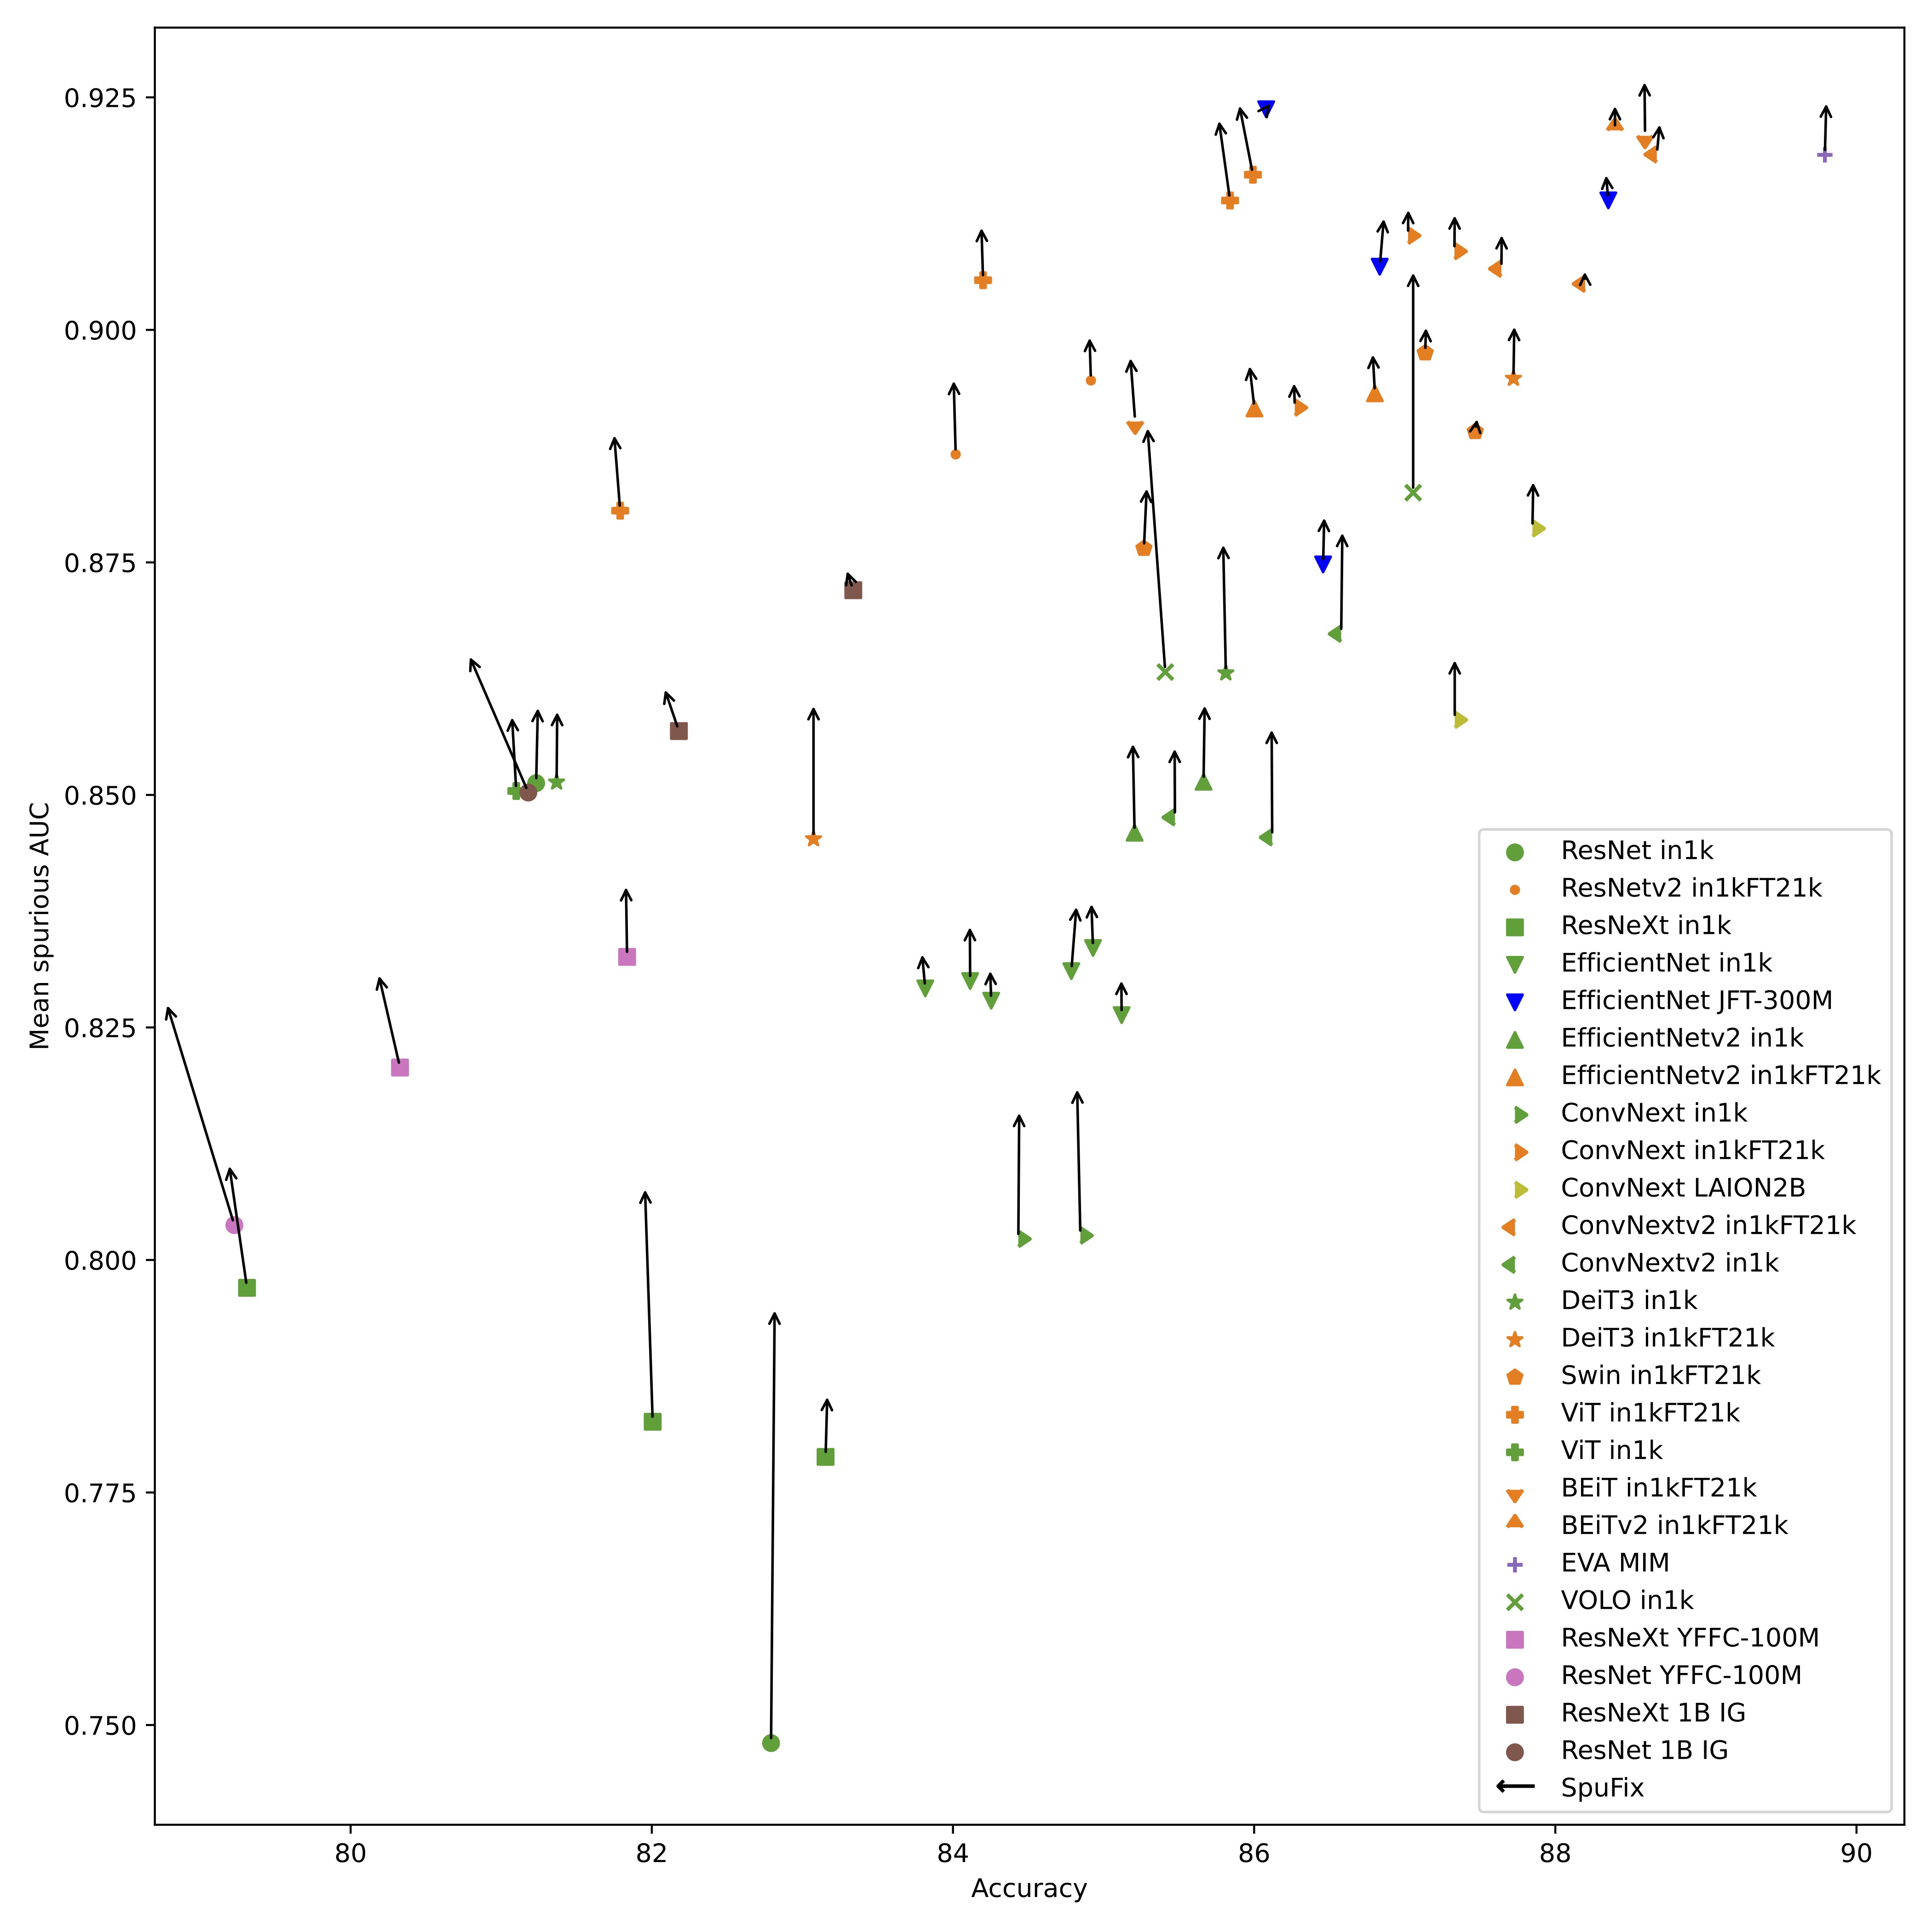 0.925
0.900
0.875
0.850
0.825
0.800
0.775
0.750
Mean spurious AUC
80
82
84
86
88
90
Accuracy
ResNet in1k
ResNetv2 in1kFT21k
ResNeXt in1k
EfficientNet in1k
EfficientNet JFT-300M
EfficientNetv2 in1k
EfficientNetv2 in1kFT21k
ConvNext in1k
ConvNext in1kFT21k
ConvNext LAION2B
ConvNextv2 in1kFT21k
ConvNextv2 in1k
DeiT3 in1k
DeiT3 in1kFT21k
Swin in1kFT21k
ViT in1kFT21k
ViT in1k
BEiT in1kFT21k
BEiTv2 in1kFT21k
EVA MIM
VOLO in1k
ResNeXt YFFC-100M
ResNet YFFC-100M
ResNeXt 1B IG
ResNet 1B IG
SpuFix